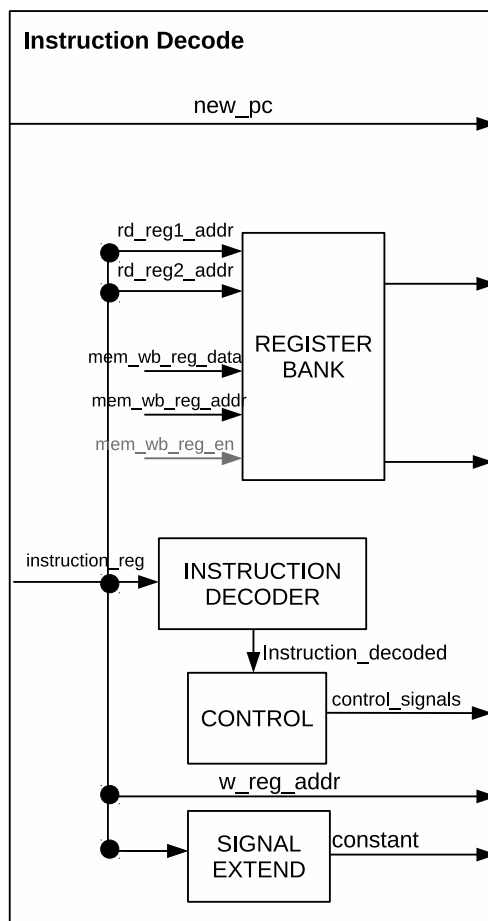 Instruction Decode
new_pc
rd_reg1_addr
rd_reg2_addr
REGISTER
BANK
mem_wb_reg_data
mem_wb_reg_addr
mem_wb_reg_en
instruction_reg
INSTRUCTION
DECODER
Instruction_decoded
CONTROL
control_signals
w_reg_addr
SIGNAL
EXTEND
constant